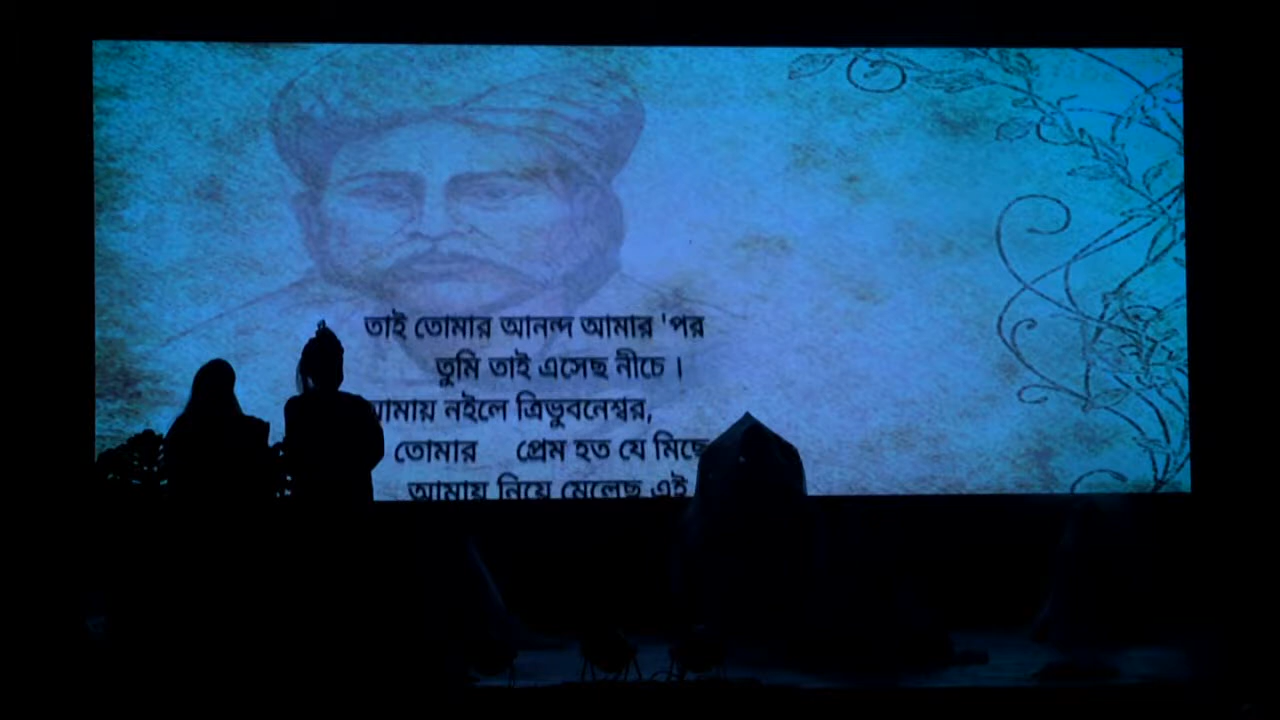 তাই তোমার আনন্দ আমার 'পর
তুমি তাই এসেছ নীচে ।
আমায় নইলে ত্রিভুবনেশ্বর,
তোমার প্রেম হত যে মিছে
আমায় নিয়ে মেলেছ এই